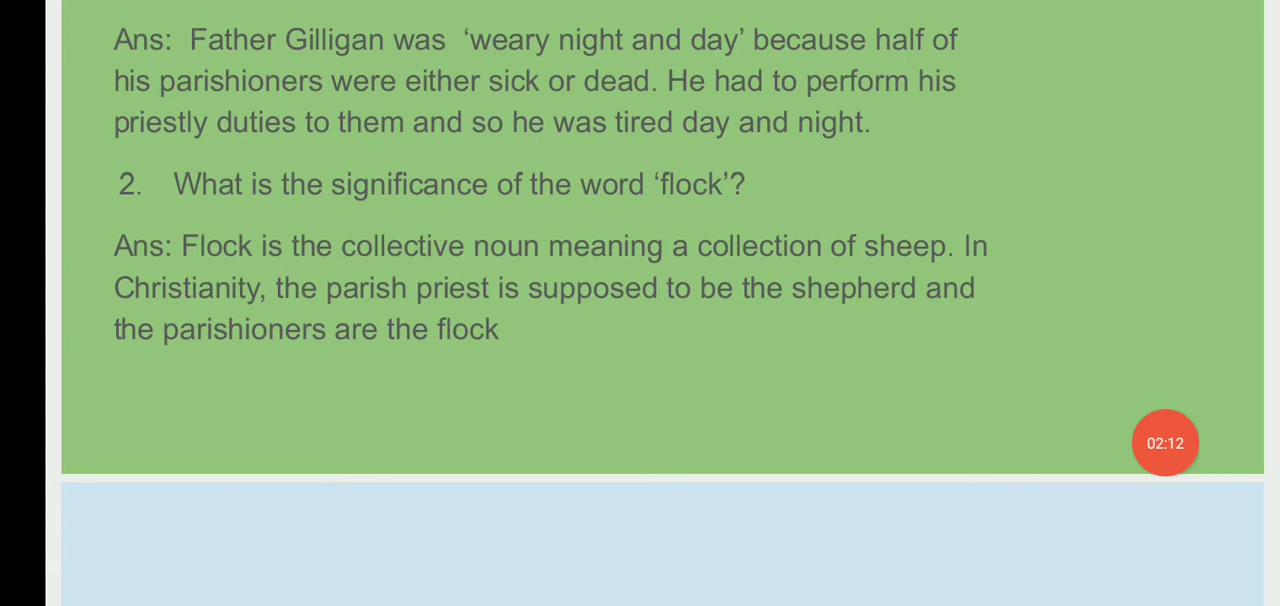 Ans:  Father Gilligan was  ‘weary night and day’ because half of
his parishioners were either sick or dead. He had to perform his
priestly duties to them and so he was tired day and night.
2.    What is the significance of the word ‘flock’?
Ans: Flock is the collective noun meaning a collection of sheep. In
Christianity, the parish priest is supposed to be the shepherd and
the parishioners are the flock
02:12